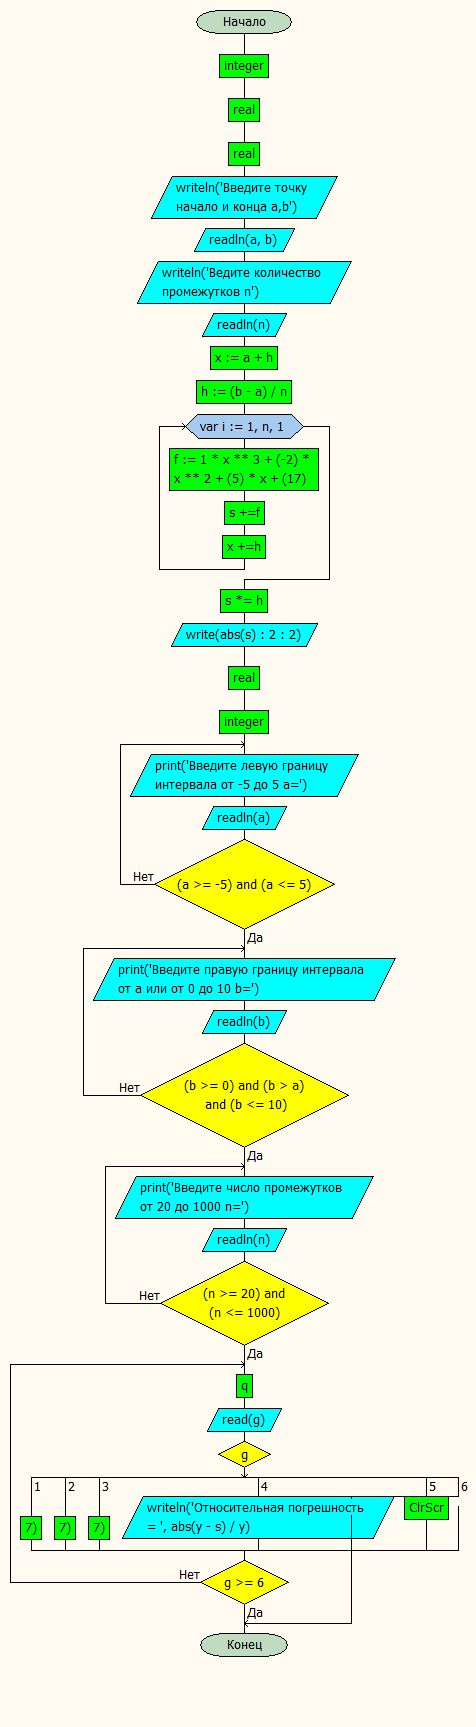 Начало
integer
real
real
writeln('Введите точку
начало и конца a,b')
readln(a, b)
writeln('Ведите количество
промежутков n')
readln(n)
x := a + h
h := (b - a) / n
var i := 1, n, 1
f := 1 * x ** 3 + (-2) *
x ** 2 + (5) * x + (17)
s +=f
x +=h
s *= h
write(abs(s) : 2 : 2)
real
integer
print('Введите левую границу
интервала от -5 до 5 a=')
readln(a)
Нет
(a >= -5) and (a <= 5)
Да
print('Введите правую границу интервала
от а или от 0 до 10 b=')
readln(b)
Нет
(b >= 0) and (b > a)
and (b <= 10)
Да
print('Введите число промежутков
от 20 до 1000 n=')
readln(n)
Нет
(n >= 20) and
(n <= 1000)
Да
q
read(g)
g
1 2 3 4 5 6
7) 7) 7)
writeln('Относительная погрешность
= ', abs(y - s) / y)
ClrScr
Нет
g >= 6
Да
Конец